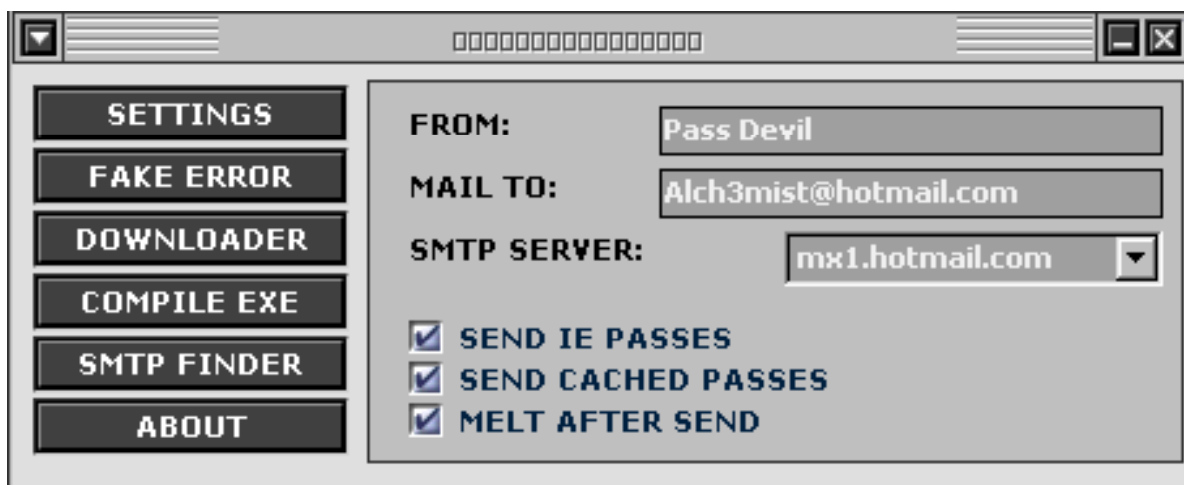 SETTINGS
FAKE ERROR
DOWNLOADER
COMPILE EXE
SMTP FINDER
ABOUT
FROM: Pass Devil
MAIL TO: Alch3mist@hotmail.com
SMTP SERVER: mx1.hotmail.com
SEND IE PASSES
SEND CACHED PASSES
MELT AFTER SEND